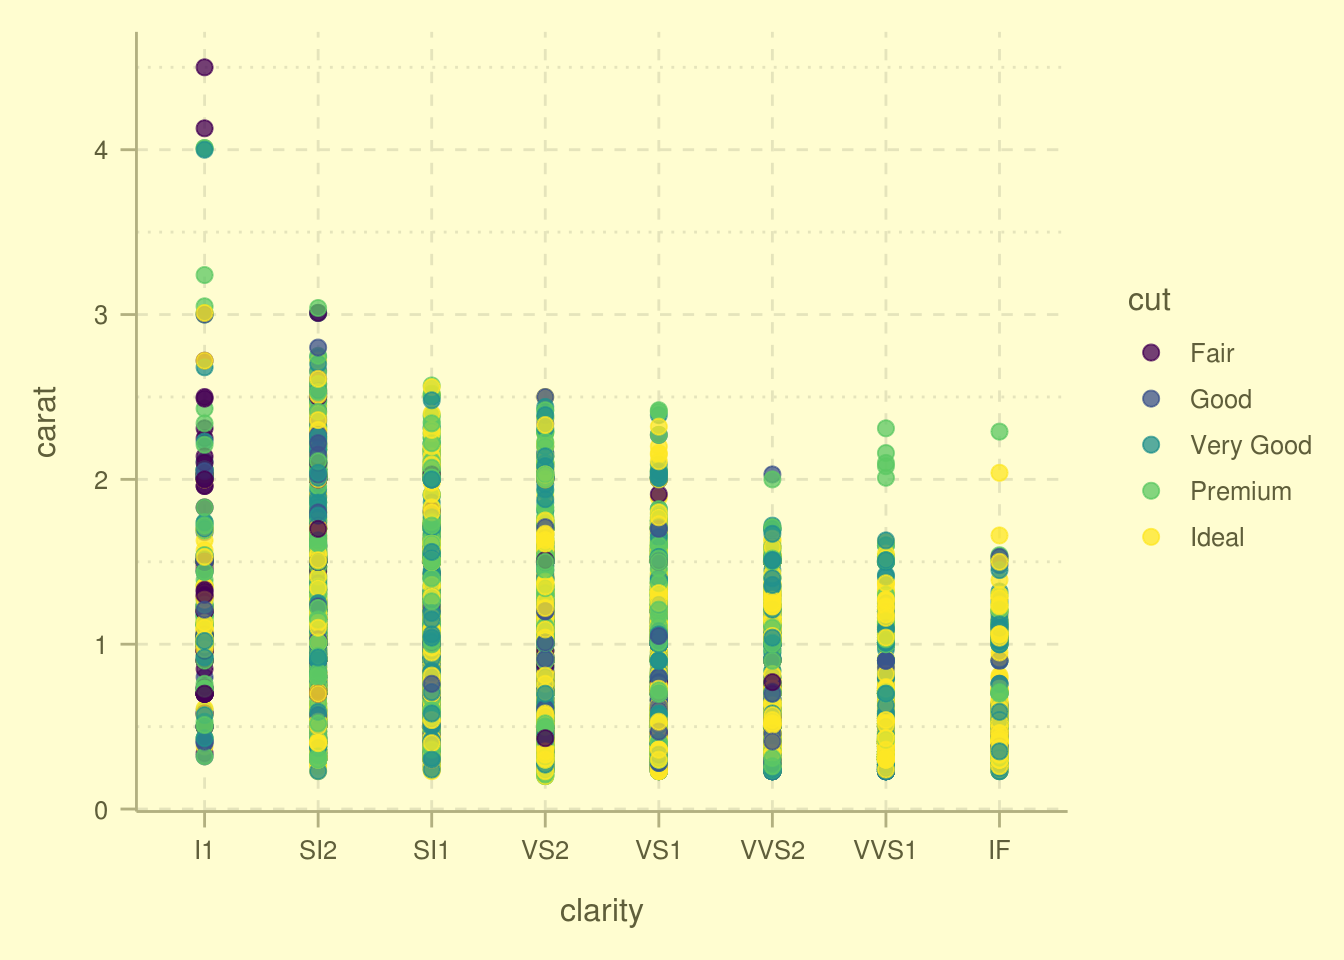 4
3
2
1
0
carat
I1 SI2 SI1 VS2 VS1 VVS2 VVS1 IF
clarity
cut
Fair
Good
Very Good
Premium
Ideal